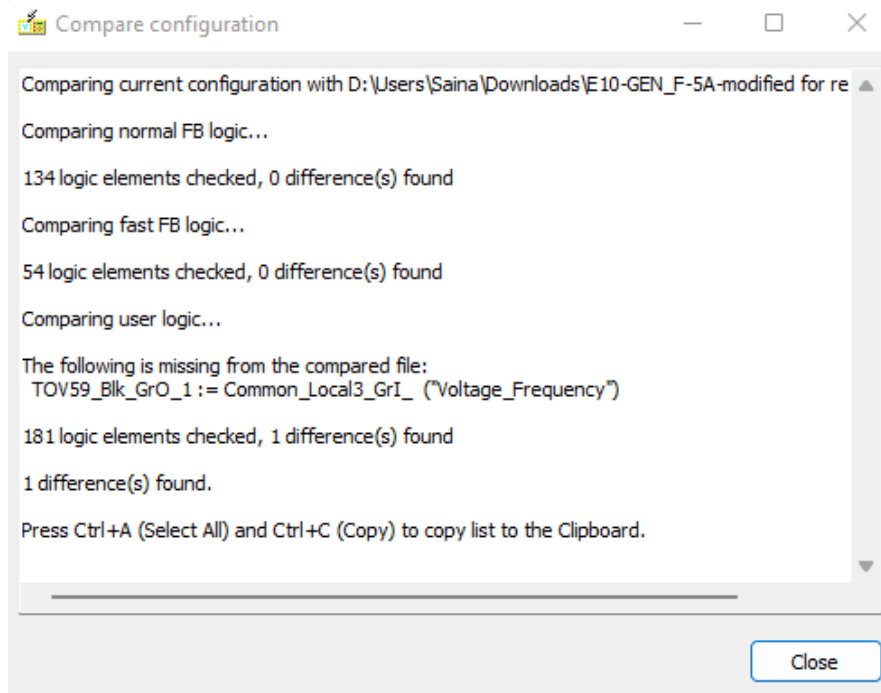 Compare configuration
Comparing current configuration with D:\Users\Saina\Downloads\E10-GEN_F-5A-modified for re
Comparing normal FB logic...
134 logic elements checked, 0 difference(s) found
Comparing fast FB logic...
54 logic elements checked, 0 difference(s) found
Comparing user logic...
The following is missing from the compared file:
TOV59_Blk_GrO_1 := Common_Local3_GrI_ ("Voltage_Frequency")
181 logic elements checked, 1 difference(s) found
1 difference(s) found.
Press Ctrl+A (Select All) and Ctrl+C (Copy) to copy list to the Clipboard.
Close